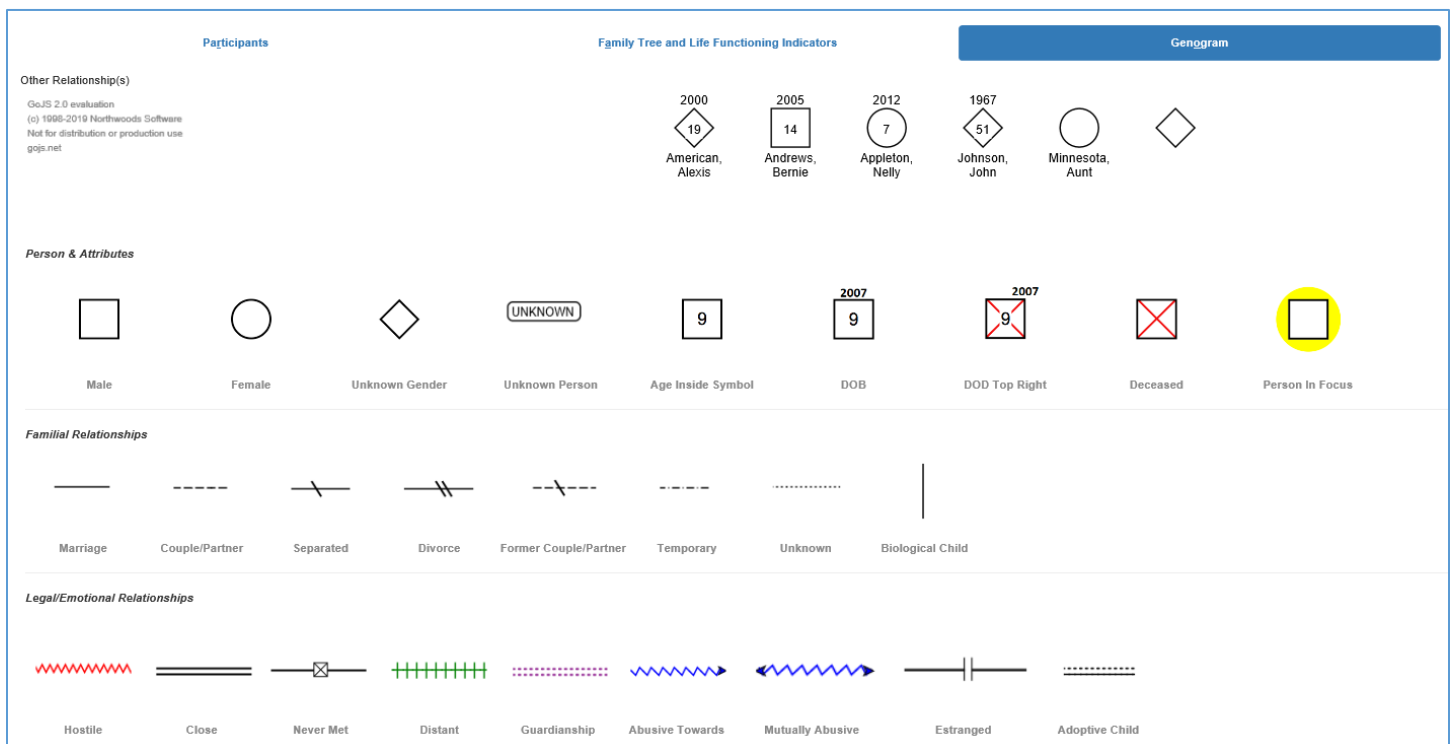 Participants Family Tree and Life Functioning Indicators Genogram
Other Relationship(s)
GoJS 2.0 evaluation
(c) 1998-2019 Northwoods Software
Not for distribution or production use
gojs.net
2000 2005 2012 1967
19 14 7 51
American, Andrews, Appleton, Johnson, Minnesota,
Alexis Bernie Nelly John Aunt
Person & Attributes
2007 2007
UNKNOWN 9 9 9
Male Female Unknown Gender Unknown Person Age Inside Symbol DOB DOD Top Right Deceased Person In Focus
Familial Relationships
Marriage Couple/Partner Separated Divorce Former Couple/Partner Temporary Unknown Biological Child
Legal/Emotional Relationships
Hostile Close Never Met Distant Guardianship Abusive Towards Mutually Abusive Estranged Adoptive Child